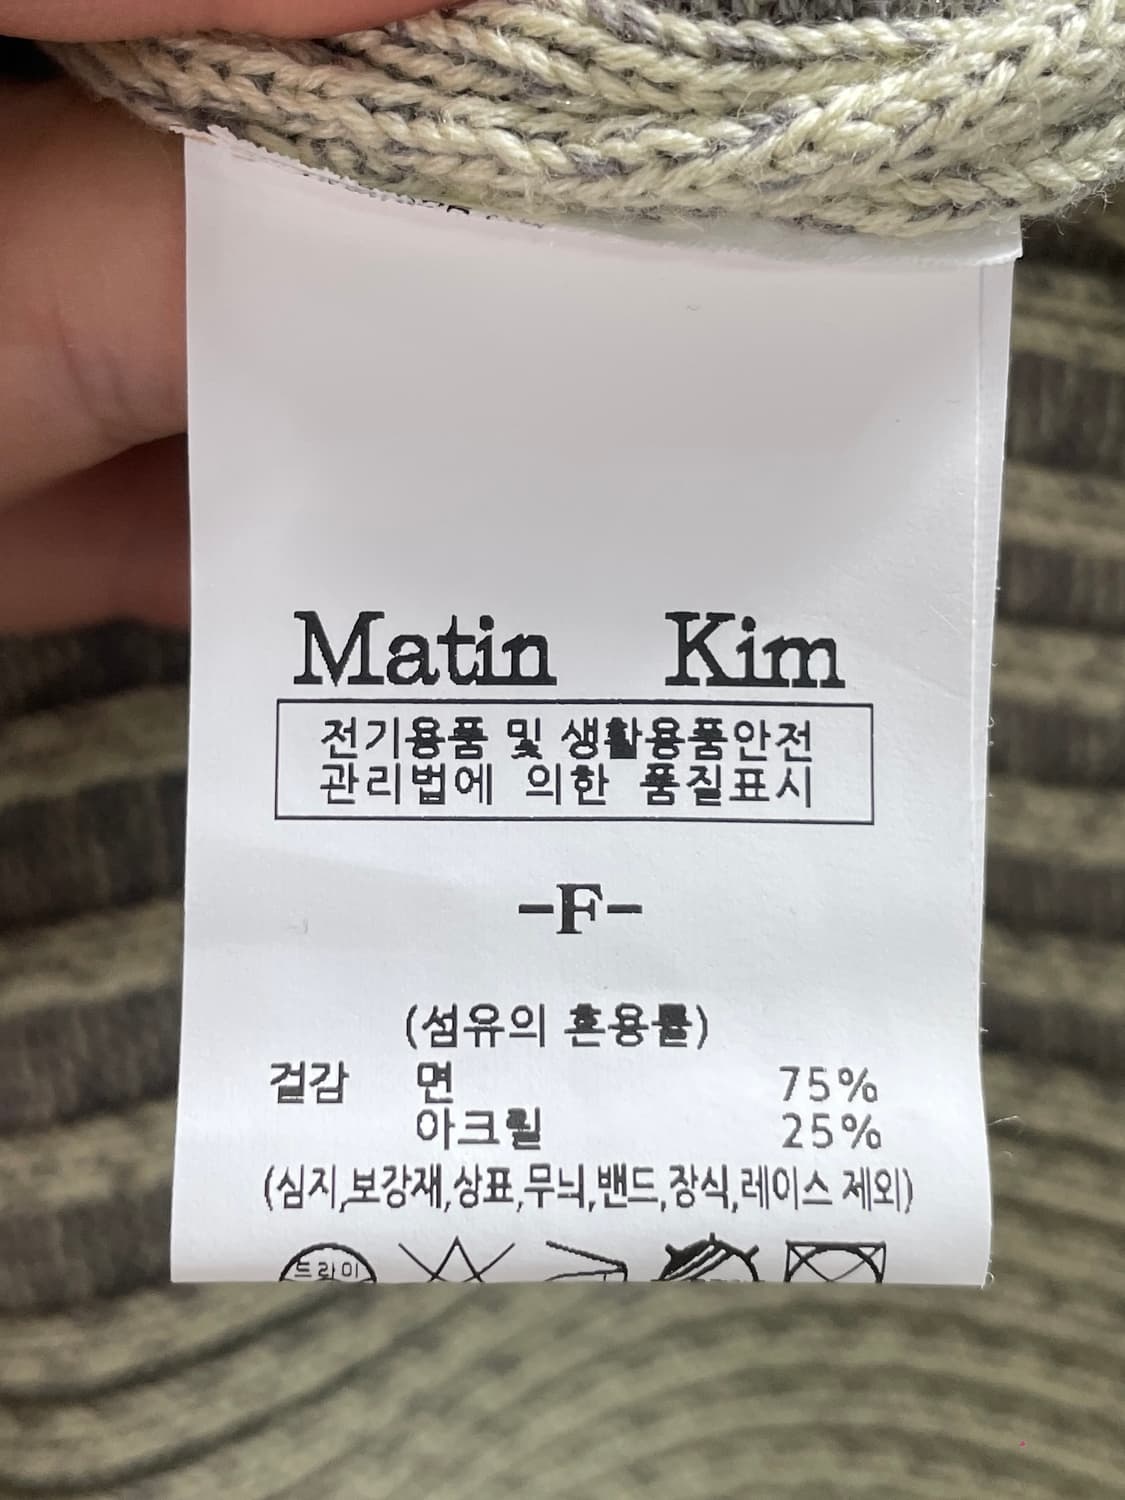 Matin Kim
전기용품 및 생활용품안전
관리법에 의한 품질표시
-F-
(섬유의 혼용률)
겉감 면 75%
아크릴 25%
(심지,보강재,상표,무늬,밴드,장식,레이스 제외)
드라이